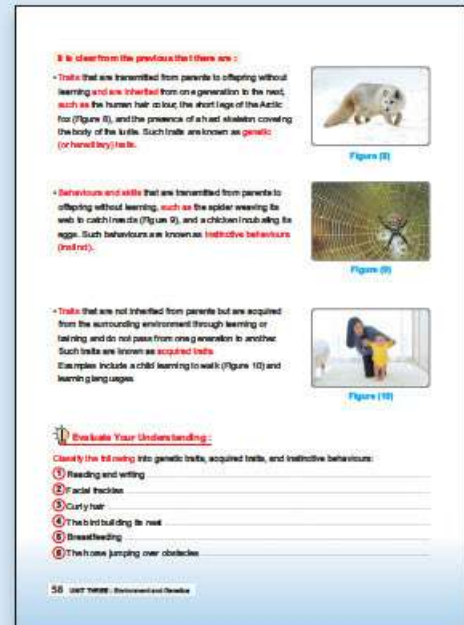 It is clear from the previous that there are :
• Traits that are transmitted from parents to offspring without
learning and are inherited from one generation to the next,
such as the human hair colour, the short legs of the Arctic
fox (Figure 8), and the presence of a hard skeleton covering
the body of the turtle. Such traits are known as genetic
(or hereditary) traits.
Figure (8)
• Behaviours and skills that are transmitted from parents to
offspring without learning, such as the spider weaving its
web to catch insects (Figure 9), and a chicken incubating its
eggs. Such behaviours are known as instinctive behaviours
(instinct).
Figure (9)
• Traits that are not inherited from parents but are acquired
from the surrounding environment through learning or
training and do not pass from one generation to another.
Such traits are known as acquired traits
Examples include a child learning to walk (Figure 10) and
learning languages
Figure (10)
Evaluate Your Understanding :
Classify the following into genetic traits, acquired traits, and instinctive behaviours:
1 Reading and writing
2 Facial freckles
3 Curly hair
4 The bird building its nest
5 Breastfeeding
6 The horse jumping over obstacles
58 UNIT THREE : Environment and Genetics